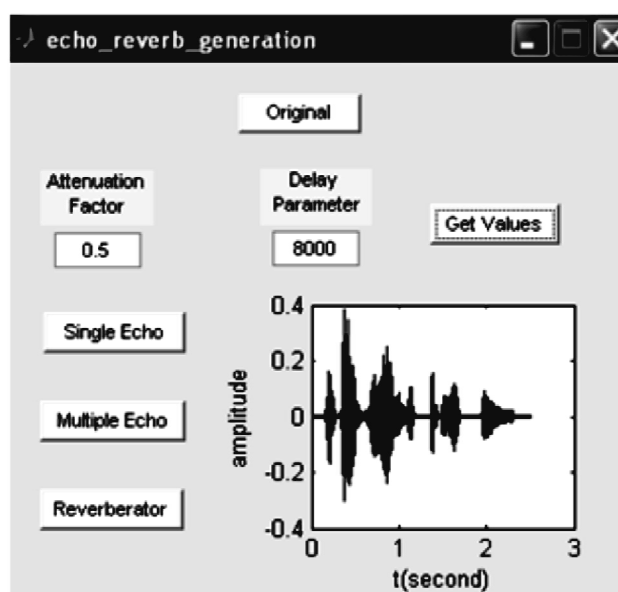 echo_reverb_generation
Original
Attenuation
Factor
Delay
Parameter
Get Values
0.5
8000
Single Echo
Multiple Echo
Reverberator
0.4
0.2
0
-0.2
-0.4
amplitude
0 1 2 3
t(second)